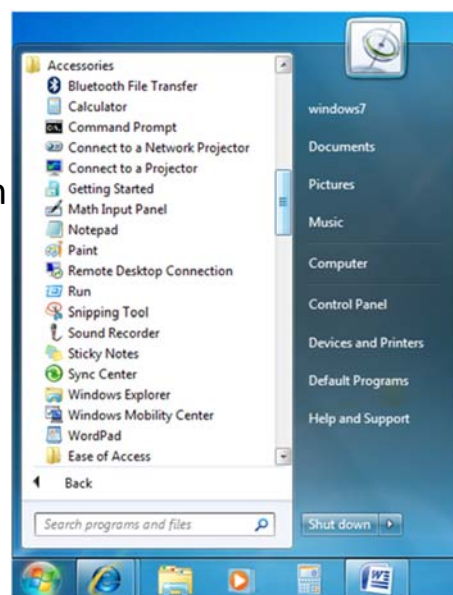 Accessories
Bluetooth File Transfer
Calculator
Command Prompt
Connect to a Network Projector
Connect to a Projector
Getting Started
Math Input Panel
Notepad
Paint
Remote Desktop Connection
Run
Snipping Tool
Sound Recorder
Sticky Notes
Sync Center
Windows Explorer
Windows Mobility Center
WordPad
Ease of Access
Back
Search programs and files
windows7
Documents
Pictures
Music
Computer
Control Panel
Devices and Printers
Default Programs
Help and Support
Shut down